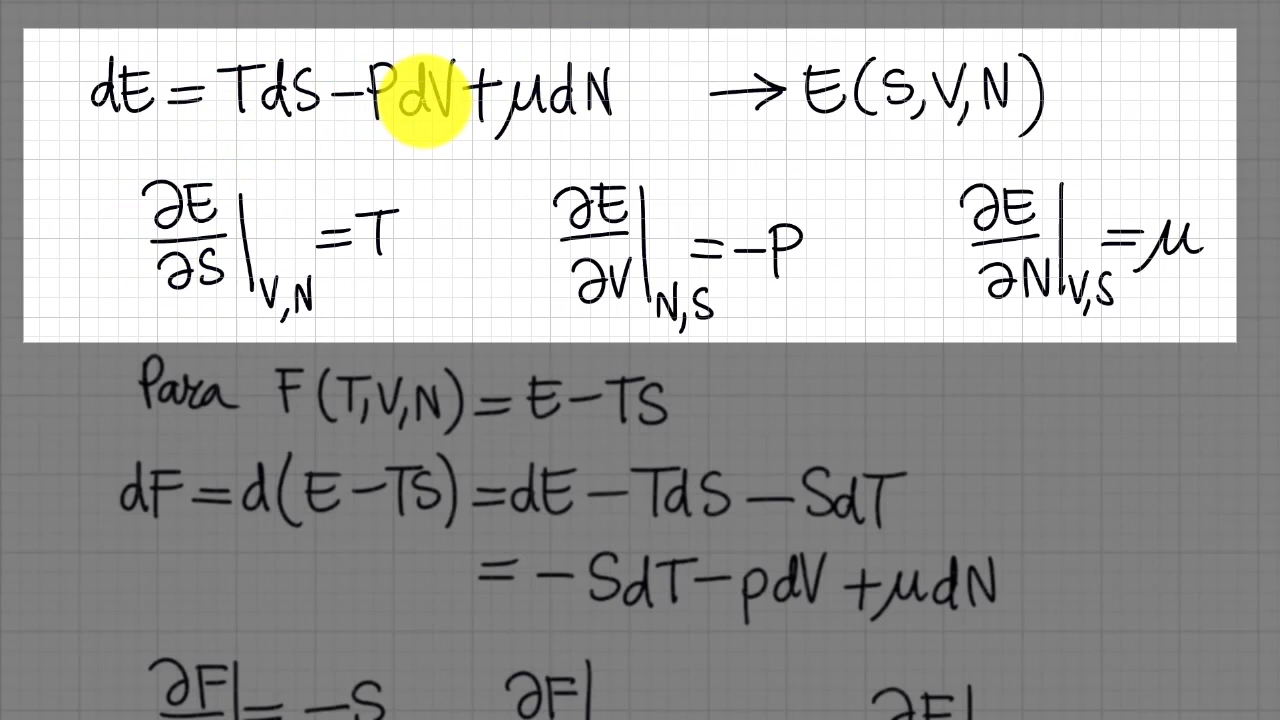 dE = TdS - PdV + μdN → E(S,V,N)
∂E/∂S|V,N = T ∂E/∂V|N,S = -P ∂E/∂N|V,S = μ
Para F(T,V,N) = E - TS
dF = d(E - TS) = dE - TdS - SdT
= - SdT - pdV + μdN
∂F| = -S ∂F| ∂F|